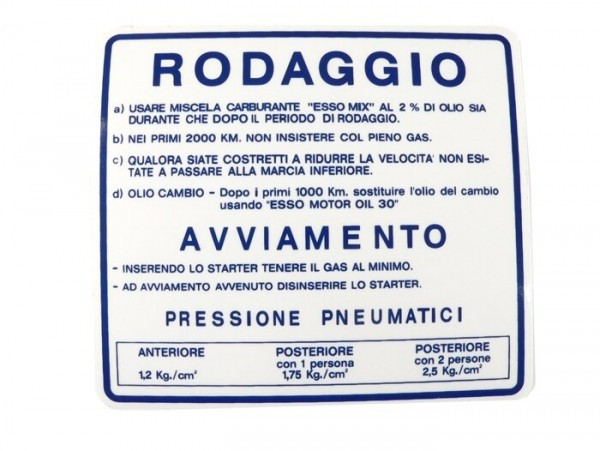 RODAGGIO
a) USARE MISCELA CARBURANTE "ESSO MIX" AL 2 % DI OLIO SIA
DURANTE CHE DOPO IL PERIODO DI RODAGGIO.
b) NEI PRIMI 2000 KM. NON INSISTERE COL PIENO GAS.
c) QUALORA SIATE COSTRETTI A RIDURRE LA VELOCITA' NON ESI-
TATE A PASSARE ALLA MARCIA INFERIORE.
d) OLIO CAMBIO - Dopo i primi 1000 Km. sostituire l'olio del cambio
usando "ESSO MOTOR OIL 30"
AVVIAMENTO
- INSERENDO LO STARTER TENERE IL GAS AL MINIMO.
- AD AVVIAMENTO AVVENUTO DISINSERIRE LO STARTER.
PRESSIONE PNEUMATICI
ANTERIORE
1,2 Kg./cm²
POSTERIORE
con 1 persona
1,75 Kg./cm²
POSTERIORE
con 2 persone
2,5 Kg./cm²